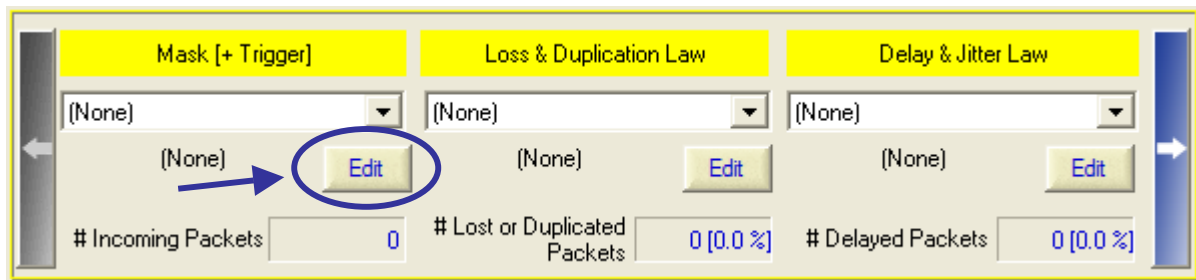 Mask [+ Trigger]
Loss & Duplication Law
Delay & Jitter Law
(None)
(None)
(None)
(None)
Edit
(None)
Edit
(None)
Edit
# Incoming Packets
0
# Lost or Duplicated
Packets
0 [0.0 %]
# Delayed Packets
0 [0.0 %]